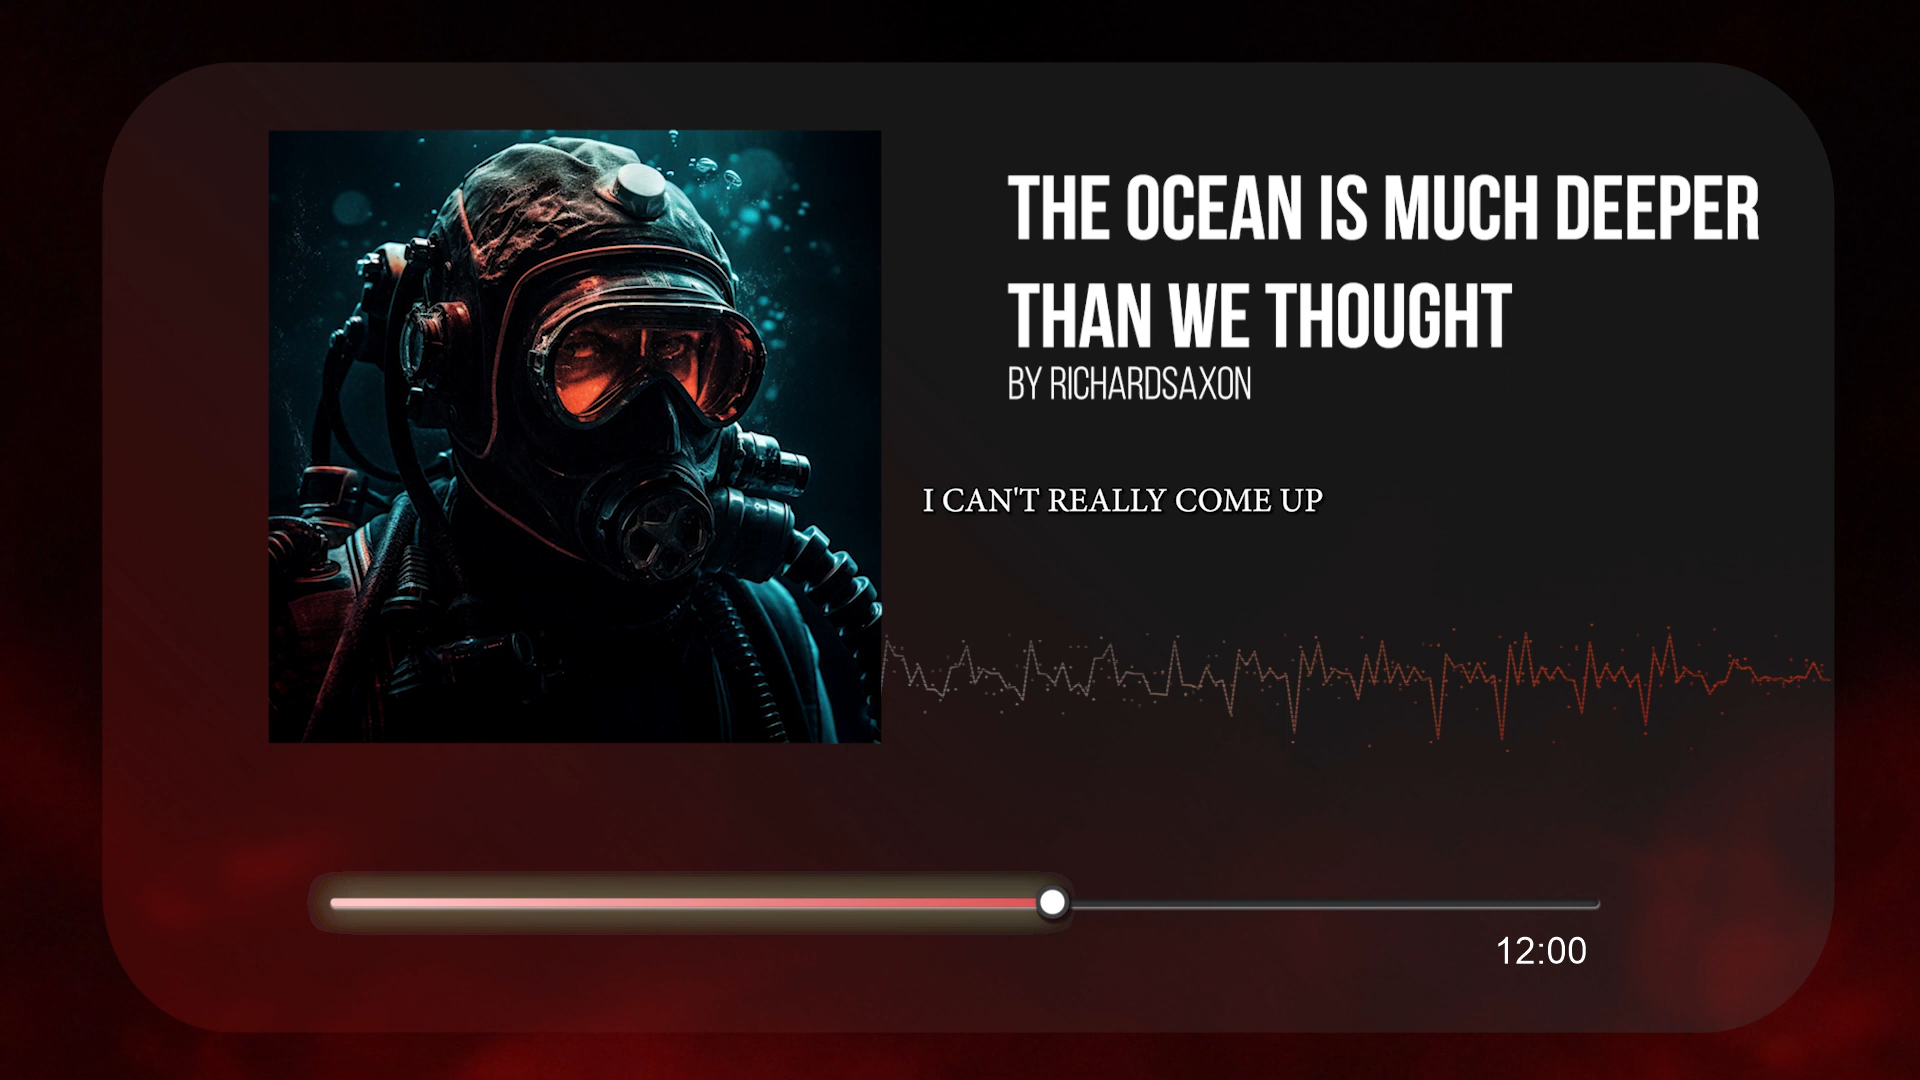 THE OCEAN IS MUCH DEEPER
THAN WE THOUGHT
BY RICHARDSAXON
I CAN'T REALLY COME UP
12:00